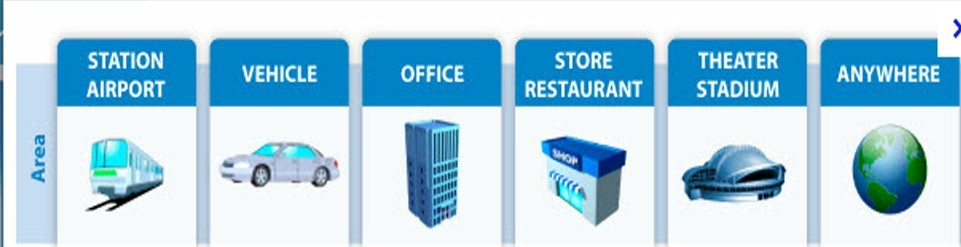 STATION
AIRPORT
VEHICLE
OFFICE
STORE
RESTAURANT
THEATER
STADIUM
ANYWHERE
Area
SHOP